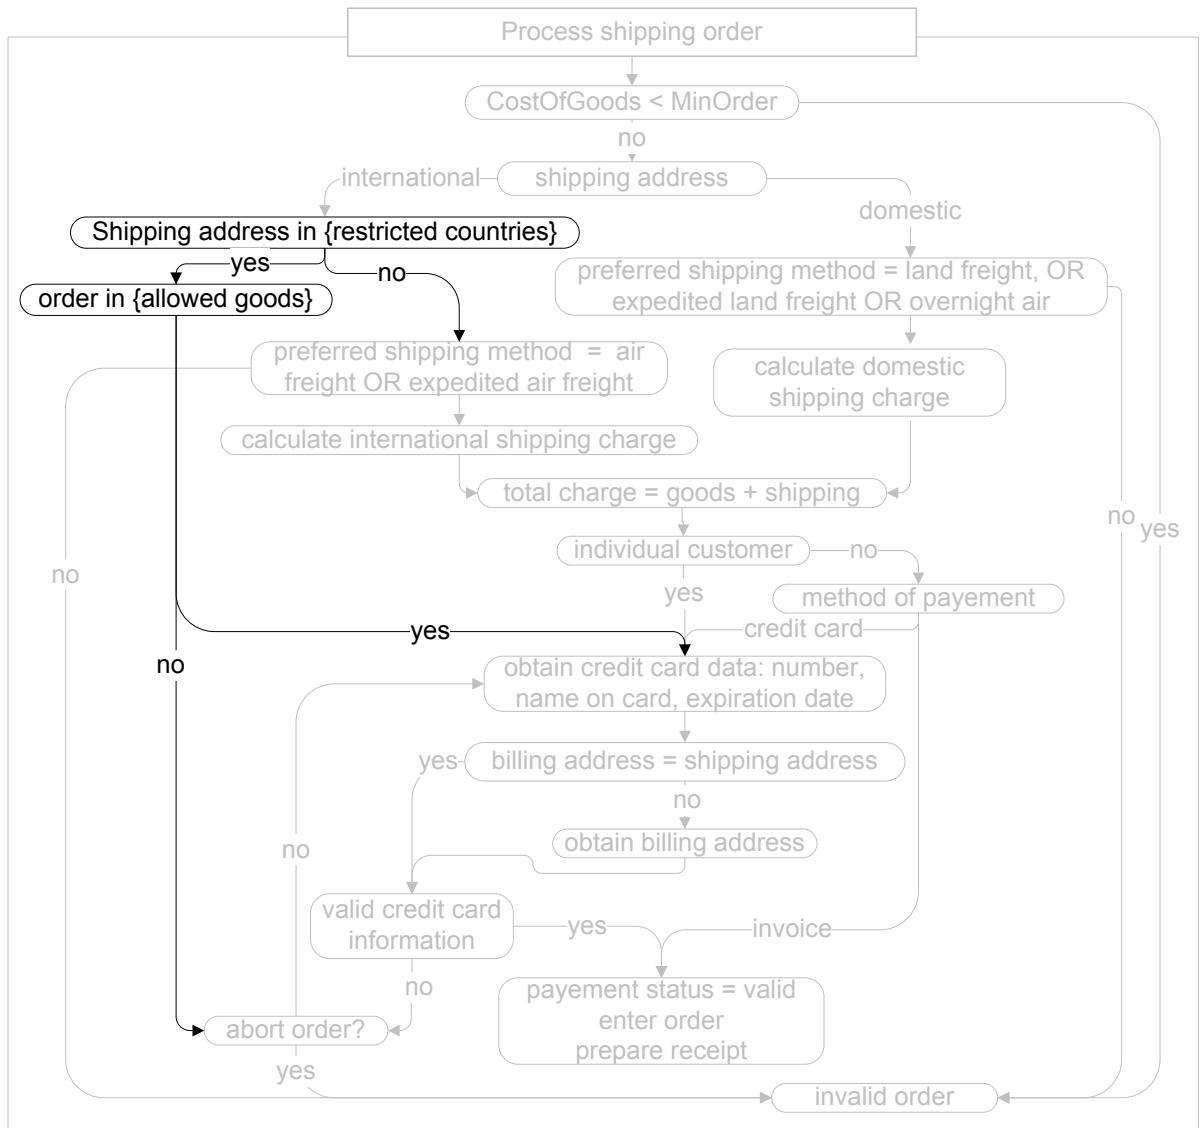 Process shipping order
CostOfGoods < MinOrder
no
international
shipping address
domestic
Shipping address in {restricted countries}
yes
no
order in {allowed goods}
preferred shipping method = land freight, OR
expedited land freight OR overnight air
preferred shipping method = air
freight OR expedited air freight
calculate domestic
shipping charge
calculate international shipping charge
total charge = goods + shipping
no
yes
individual customer
no
no
yes
method of payement
yes
credit card
no
obtain credit card data: number,
name on card, expiration date
yes
billing address = shipping address
no
obtain billing address
no
valid credit card
information
yes
invoice
no
payement status = valid
enter order
prepare receipt
abort order?
yes
invalid order